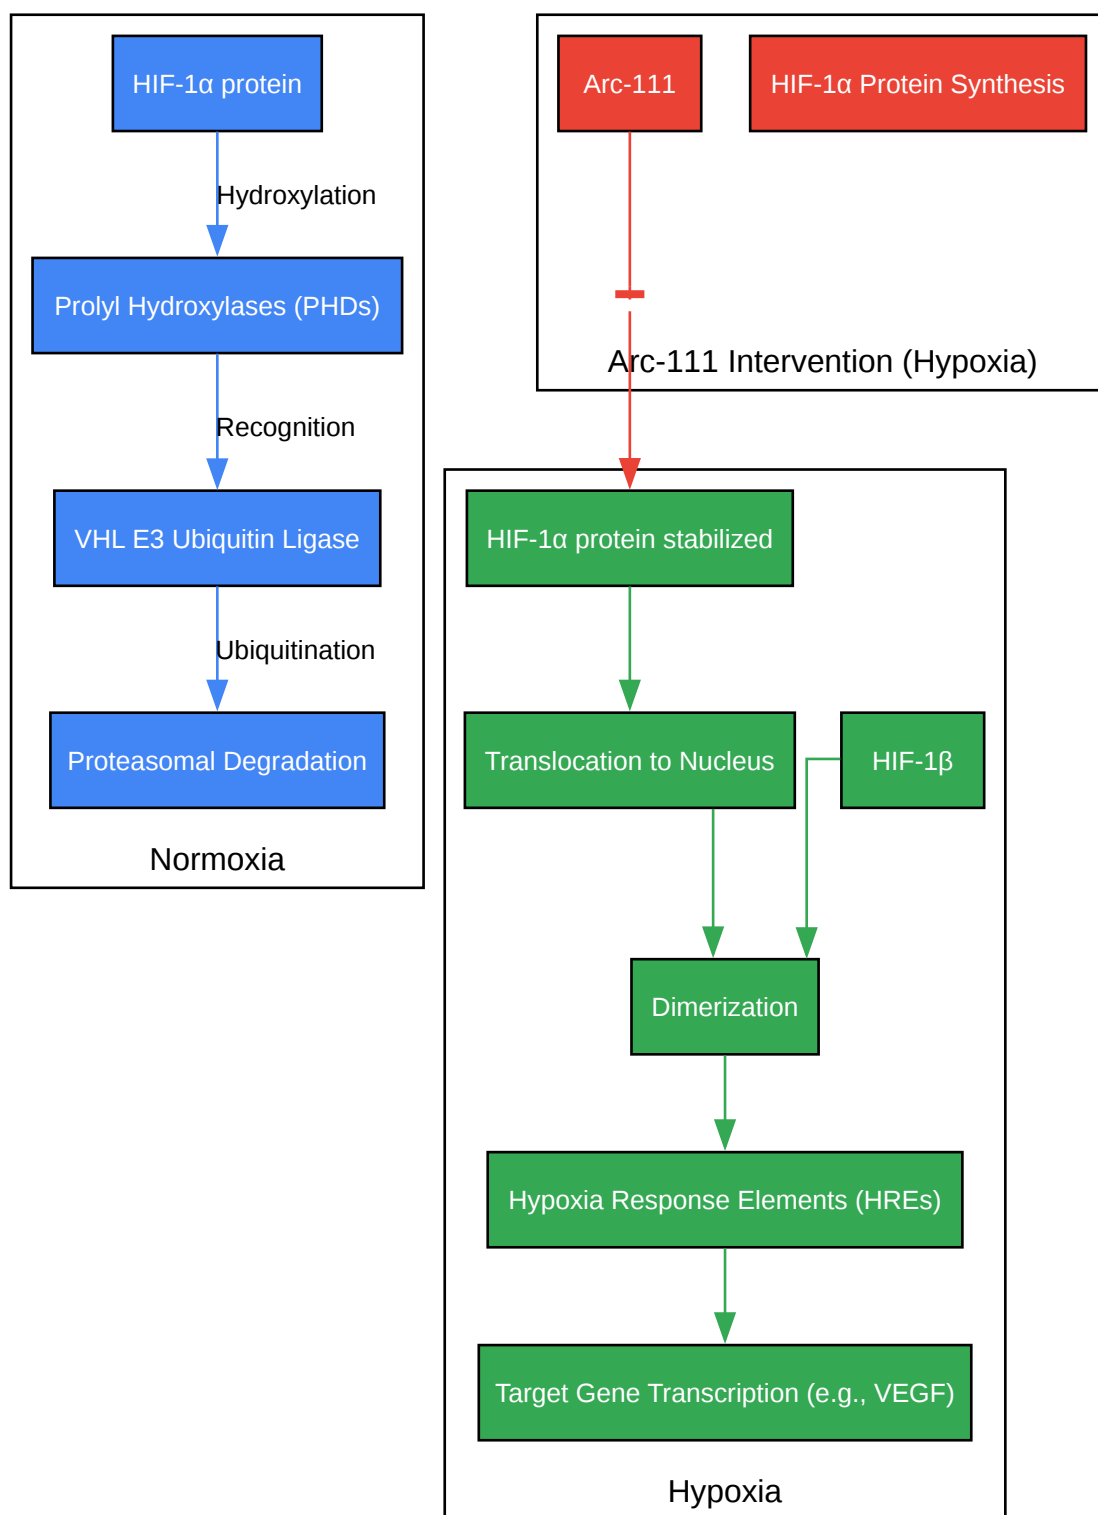 HIF-1α protein
Hydroxylation
Prolyl Hydroxylases (PHDs)
Recognition
VHL E3 Ubiquitin Ligase
Ubiquitination
Proteasomal Degradation
Normoxia
Arc-111
HIF-1α Protein Synthesis
Arc-111 Intervention (Hypoxia)
HIF-1α protein stabilized
Translocation to Nucleus
HIF-1β
Dimerization
Hypoxia Response Elements (HREs)
Target Gene Transcription (e.g., VEGF)
Hypoxia